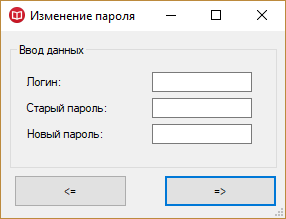 Изменение пароля
Ввод данных
Логин:
Старый пароль:
Новый пароль:
<= =>